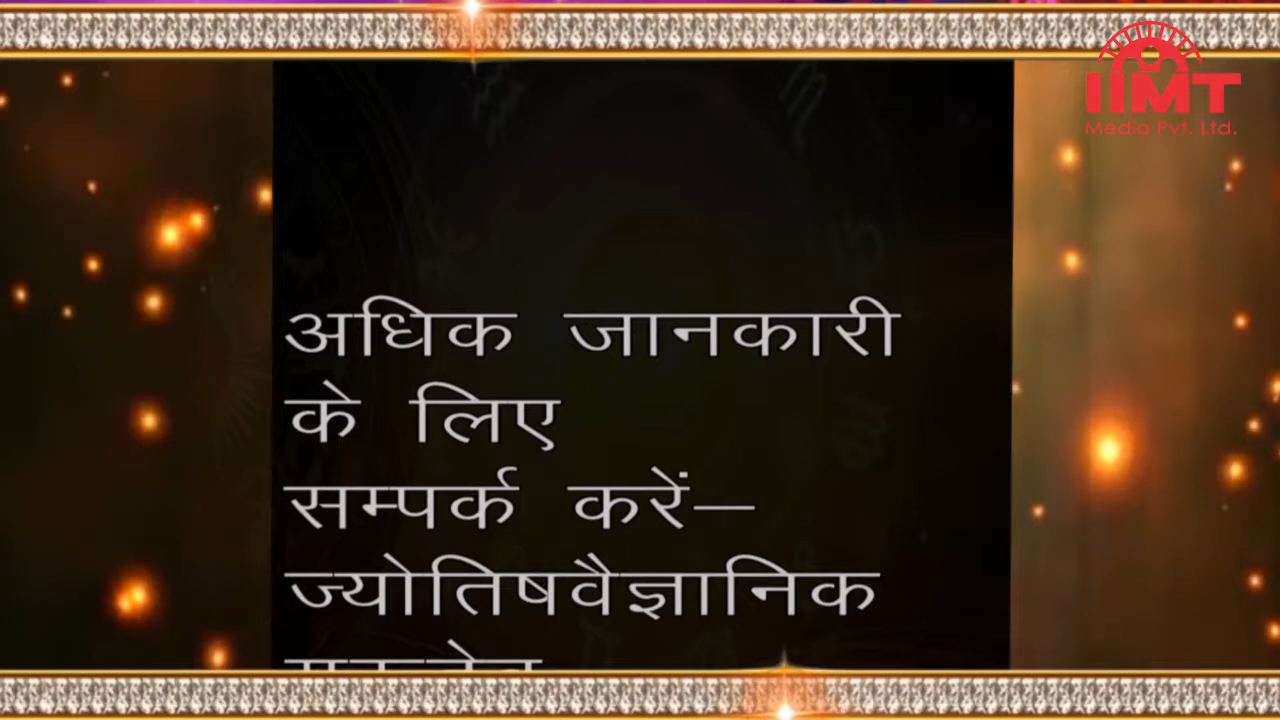 IIMT
Media Pvt. Ltd.
अधिक जानकारी
के लिए
सम्पर्क करें—
ज्योतिषवैज्ञानिक